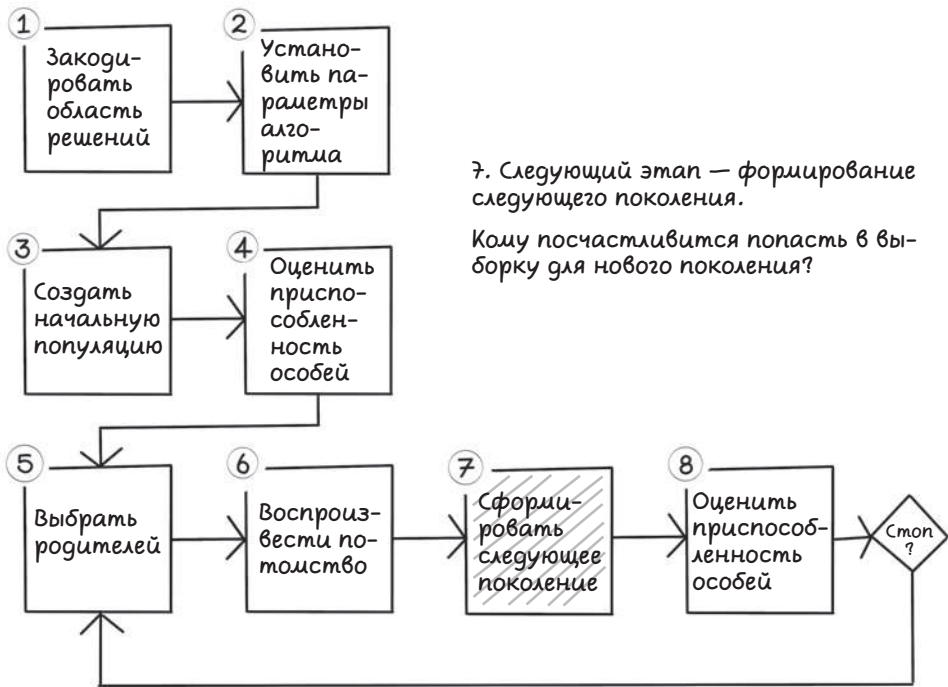 1
Закоди-
ровать
область
решений
2
Устано-
вить па-
раметры
алго-
ритма
7. Следующий этап — формирование
следующего поколения.
Кому посчастливится попасть в вы-
борку для нового поколения?
3
Создать
начальную
популяцию
4
Оценить
приспо-
соблен-
ность
особей
5
Выбрать
родителей
6
Воспроиз-
вести по-
томство
7
Сформи-
ровать
следующее
поколение
8
Оценить
приспособ-
ленность
особей
Стоп
?